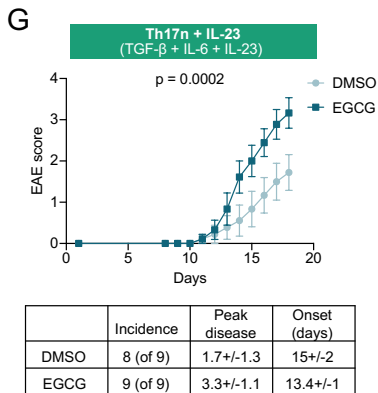 G
Th17n + IL-23
(TGF-β + IL-6 + IL-23)
p = 0.0002
DMSO
EGCG
EAE score
4
3
2
1
0
0 5 10 15 20
Days
Incidence Peak disease Onset (days)
DMSO 8 (of 9) 1.7+/-1.3 15+/-2
EGCG 9 (of 9) 3.3+/-1.1 13.4+/-1